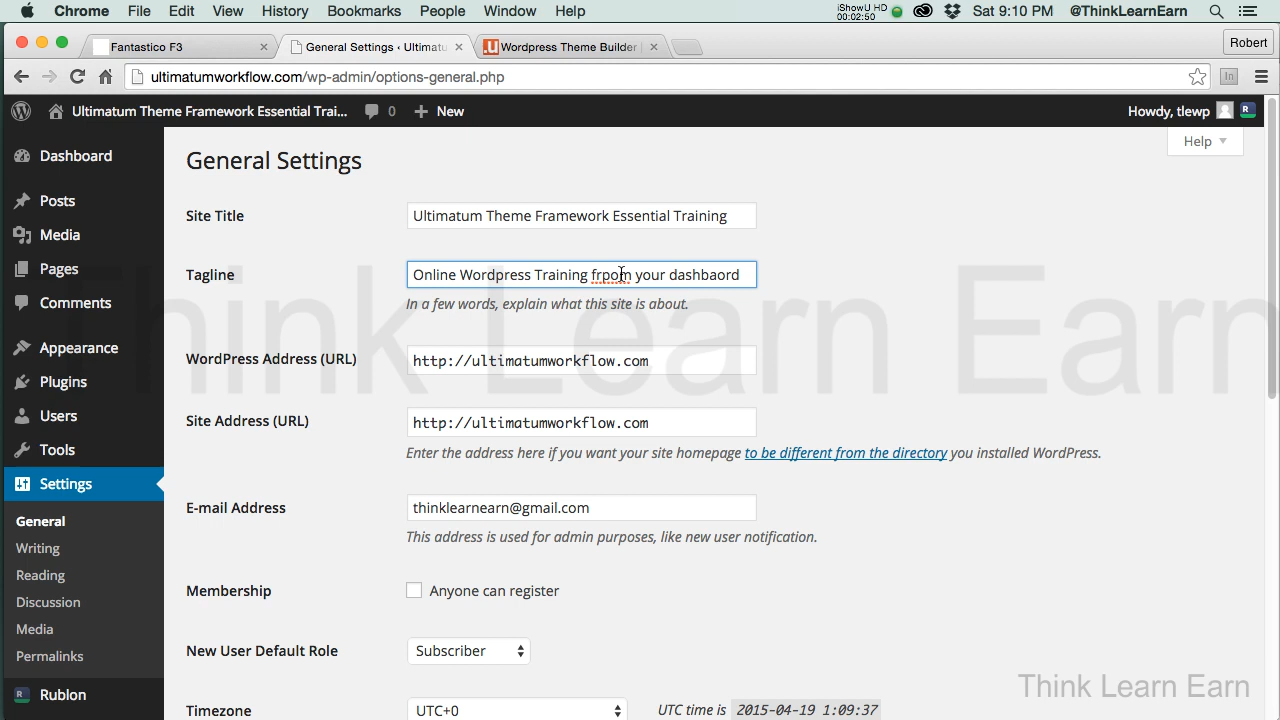 Chrome File Edit View History Bookmarks People Window Help iShowU HD 00:02:50 Sat 9:10 PM @ThinkLearnEarn
Fantastico F3 General Settings ‹ Ultimatu Wordpress Theme Builder Robert
ultimatumworkflow.com/wp-admin/options-general.php
Ultimatum Theme Framework Essential Trai... 0 New Howdy, tlewp R
Help
General Settings
Dashboard
Posts
Media
Pages
Comments
Appearance
Plugins
Users
Tools
Settings
General
Writing
Reading
Discussion
Media
Permalinks
R Rublon
Site Title Ultimatum Theme Framework Essential Training
Tagline Online Wordpress Training frpom your dashbaord
In a few words, explain what this site is about.
WordPress Address (URL) http://ultimatumworkflow.com
Site Address (URL) http://ultimatumworkflow.com
Enter the address here if you want your site homepage to be different from the directory you installed WordPress.
E-mail Address thinklearnearn@gmail.com
This address is used for admin purposes, like new user notification.
Membership Anyone can register
New User Default Role Subscriber
Timezone UTC+0 UTC time is 2015-04-19 1:09:37
Think Learn Earn
Think Learn Earn